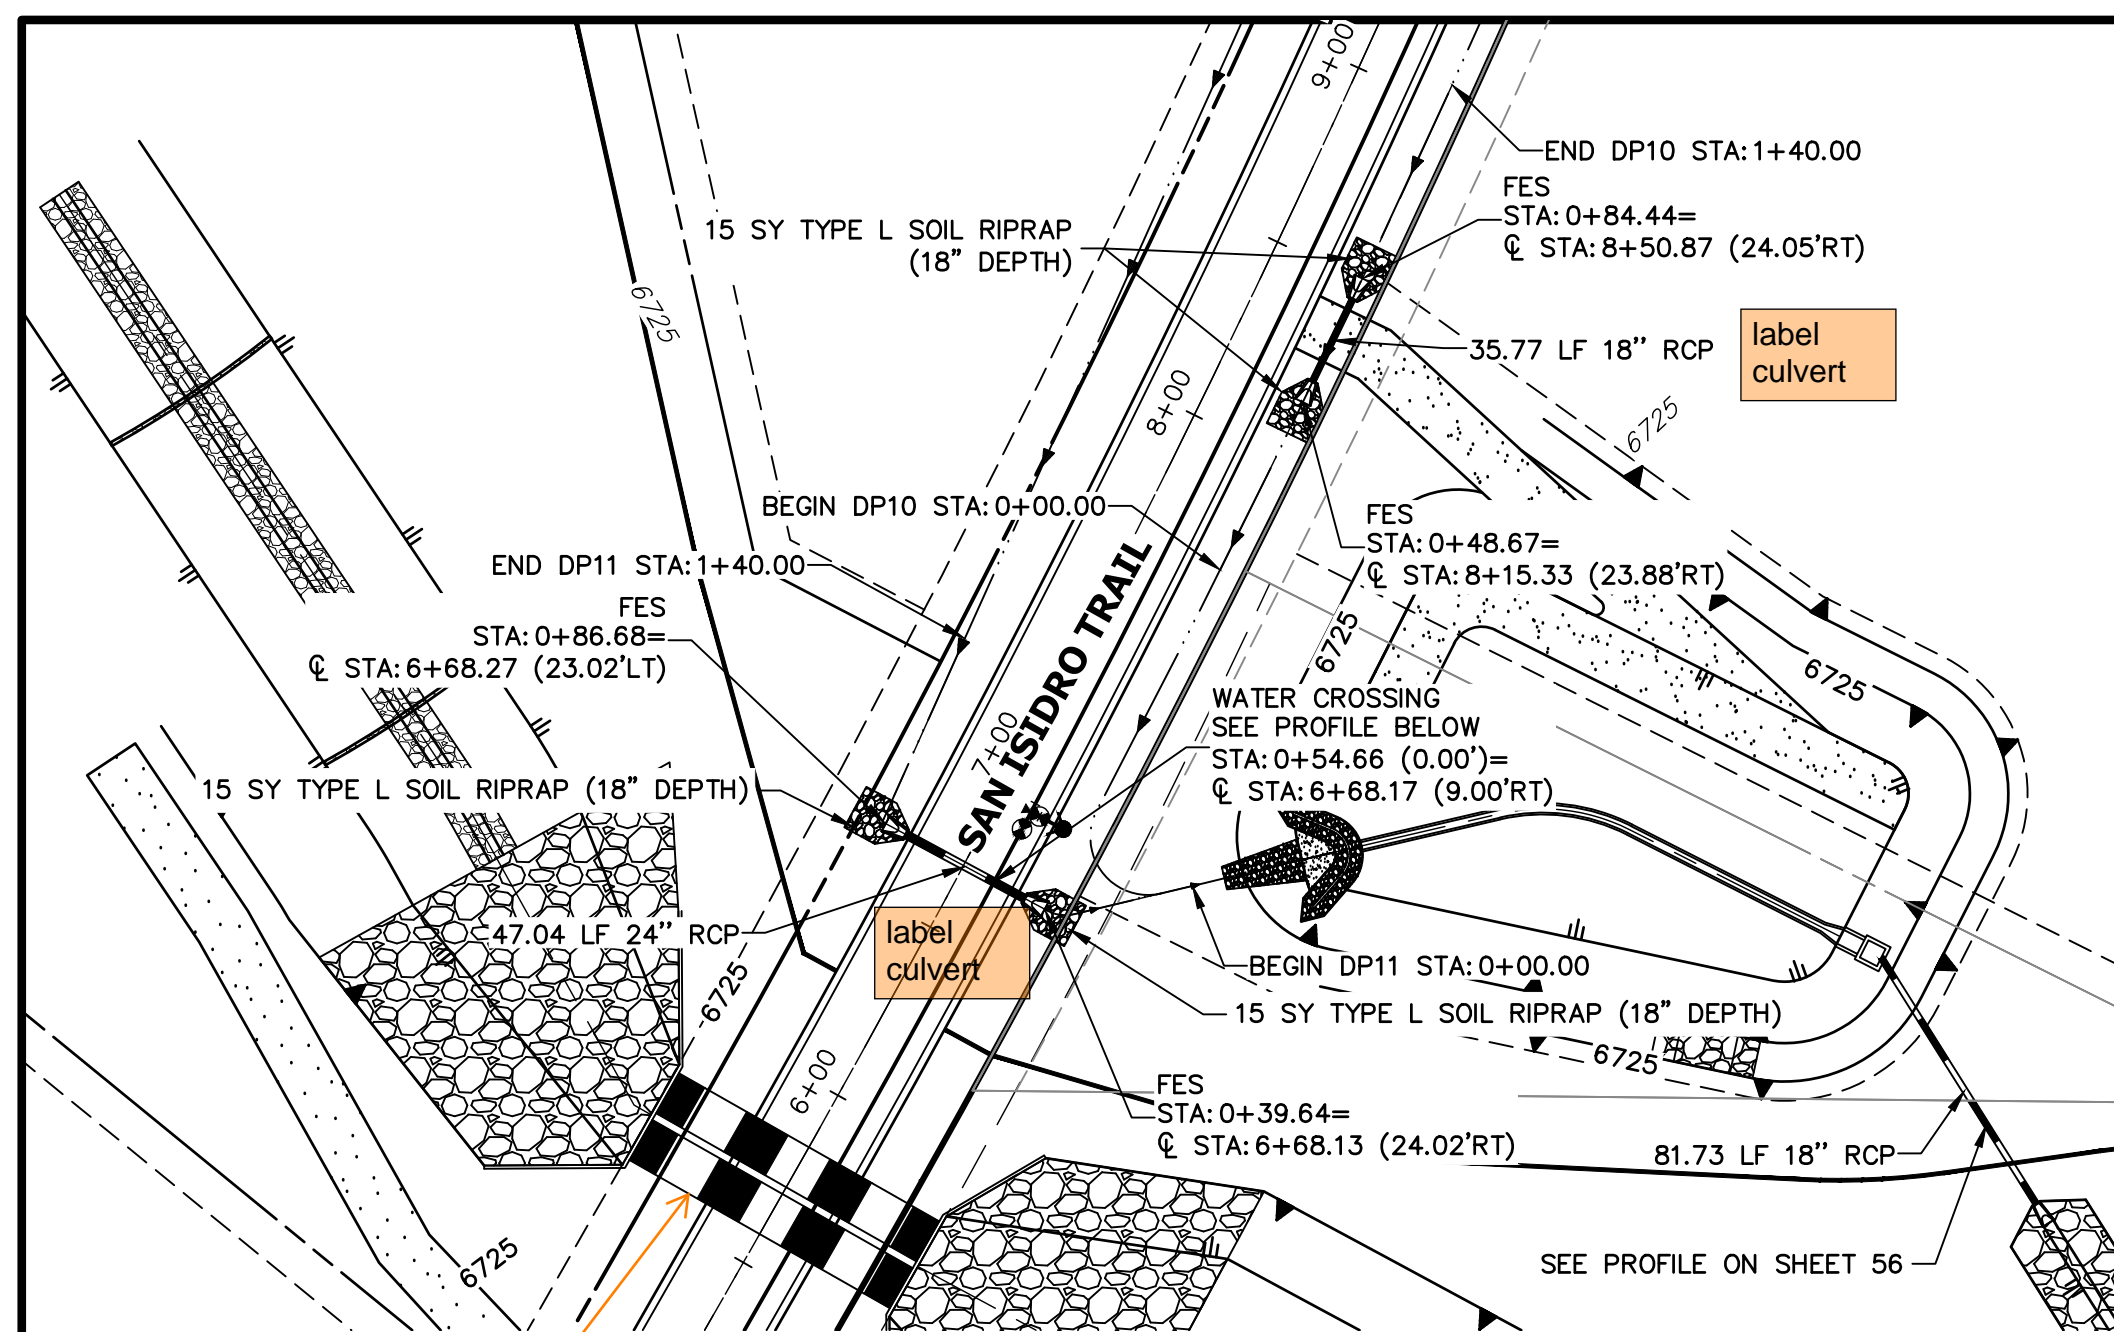 9+00
END DP10 STA:1+40.00
FES
STA:0+84.44=
℄ STA:8+50.87 (24.05'RT)
15 SY TYPE L SOIL RIPRAP
(18" DEPTH)
6725
35.77 LF 18" RCP
label
culvert
8+00
6725
BEGIN DP10 STA:0+00.00
FES
STA:0+48.67=
℄ STA:8+15.33 (23.88'RT)
END DP11 STA:1+40.00
FES
STA:0+86.68=
℄ STA:6+68.27 (23.02'LT)
SAN ISIDRO TRAIL
6725
6725
WATER CROSSING
SEE PROFILE BELOW
STA:0+54.66 (0.00')=
℄ STA:6+68.17 (9.00'RT)
7+00
15 SY TYPE L SOIL RIPRAP (18" DEPTH)
47.04 LF 24" RCP
label
culvert
BEGIN DP11 STA:0+00.00
6725
15 SY TYPE L SOIL RIPRAP (18" DEPTH)
6725
6+00
FES
STA:0+39.64=
℄ STA:6+68.13 (24.02'RT)
81.73 LF 18" RCP
6725
SEE PROFILE ON SHEET 56